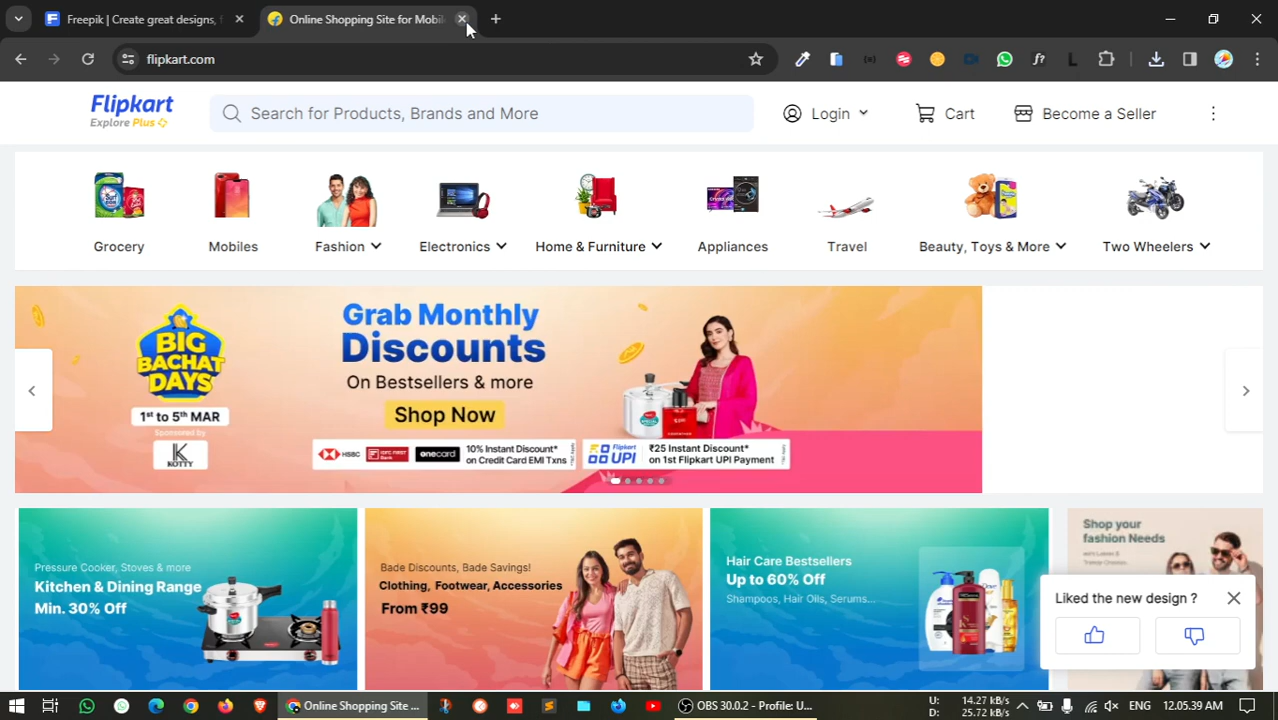 Freepik | Create great designs, f
Online Shopping Site for Mobil
flipkart.com
Flipkart
Explore Plus
Search for Products, Brands and More
Login
Cart
Become a Seller
Grocery
Mobiles
Fashion
Electronics
Home & Furniture
Appliances
Travel
Beauty, Toys & More
Two Wheelers
BIG
BACHAT
DAYS
1st to 5th MAR
Sponsored by
KOTTY
Grab Monthly
Discounts
On Bestsellers & more
Shop Now
HSBC
IDFC FIRST
Bank
onecard
10% Instant Discount*
on Credit Card EMI Txns
Flipkart
UPI
₹25 Instant Discount*
on 1st Flipkart UPI Payment
Pressure Cooker, Stoves & more
Kitchen & Dining Range
Min. 30% Off
Bade Discounts, Bade Savings!
Clothing, Footwear, Accessories
From ₹99
Hair Care Bestsellers
Up to 60% Off
Shampoos, Hair Oils, Serums...
Shop your
fashion Needs
Liked the new design ?
Online Shopping Site ...
OBS 30.0.2 - Profile: U...
U: 14.27 kB/s
D: 25.72 kB/s
ENG
12.05.39 AM